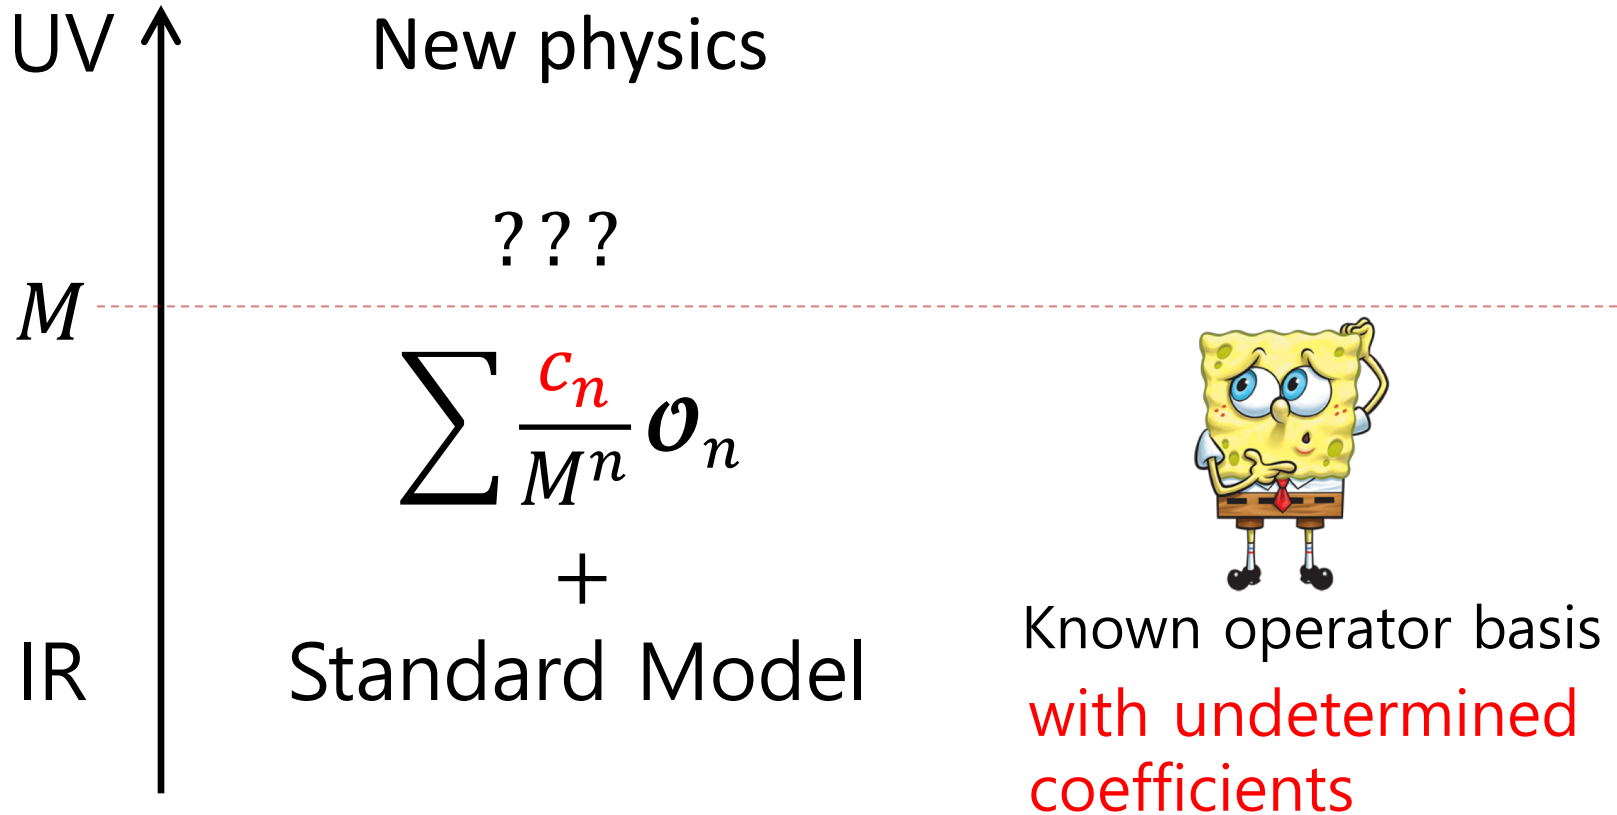 UV
New physics
???
M
∑ c_n/M^n 𝓞_n
+
IR
Standard Model
Known operator basis
with undetermined
coefficients